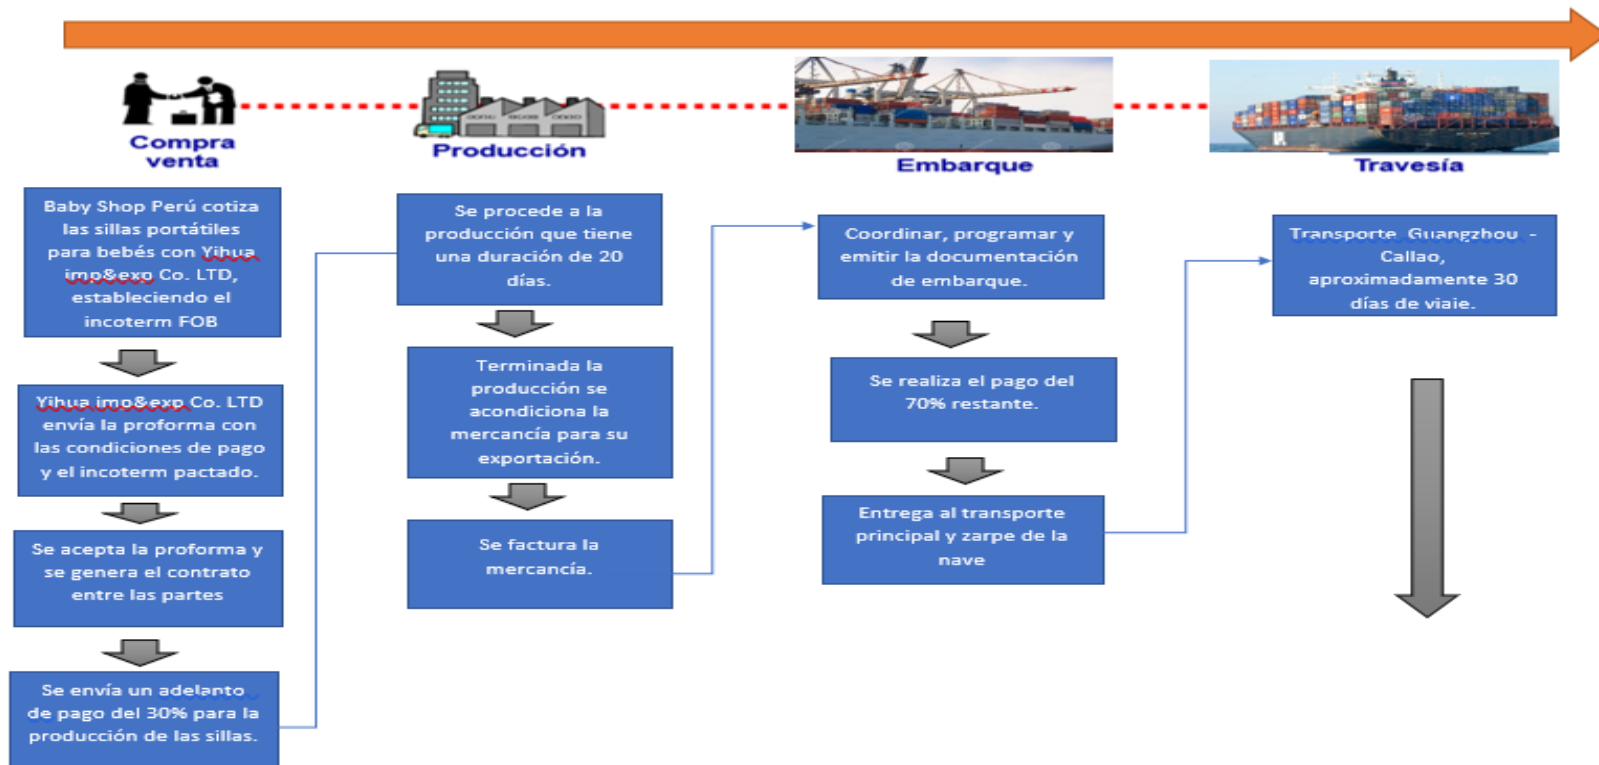 Compra
venta
Producción
Embarque
Travesía
Baby Shop Perú cotiza
las sillas portátiles
para bebés con Yihua
imp&exp Co. LTD,
estableciendo el
incoterm FOB
Yihua imp&exp Co. LTD
envía la proforma con
las condiciones de pago
y el incoterm pactado.
Se acepta la proforma y
se genera el contrato
entre las partes
Se envía un adelanto
de pago del 30% para la
producción de las sillas.
Se procede a la
producción que tiene
una duración de 20
días.
Terminada la
producción se
acondiciona la
mercancía para su
exportación.
Se factura la
mercancía.
Coordinar, programar y
emitir la documentación
de embarque.
Se realiza el pago del
70% restante.
Entrega al transporte
principal y zarpe de la
nave
Transporte Guangzhou -
Callao,
aproximadamente 30
días de viaje.